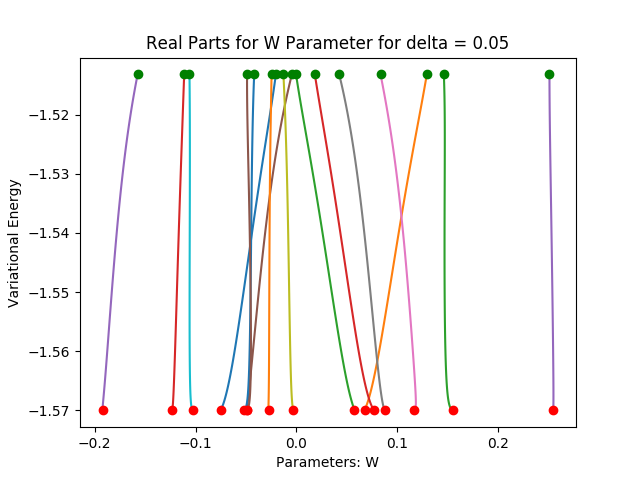 Real Parts for W Parameter for delta = 0.05
Variational Energy
−1.52
−1.53
−1.54
−1.55
−1.56
−1.57
−0.2 −0.1 0.0 0.1 0.2
Parameters: W